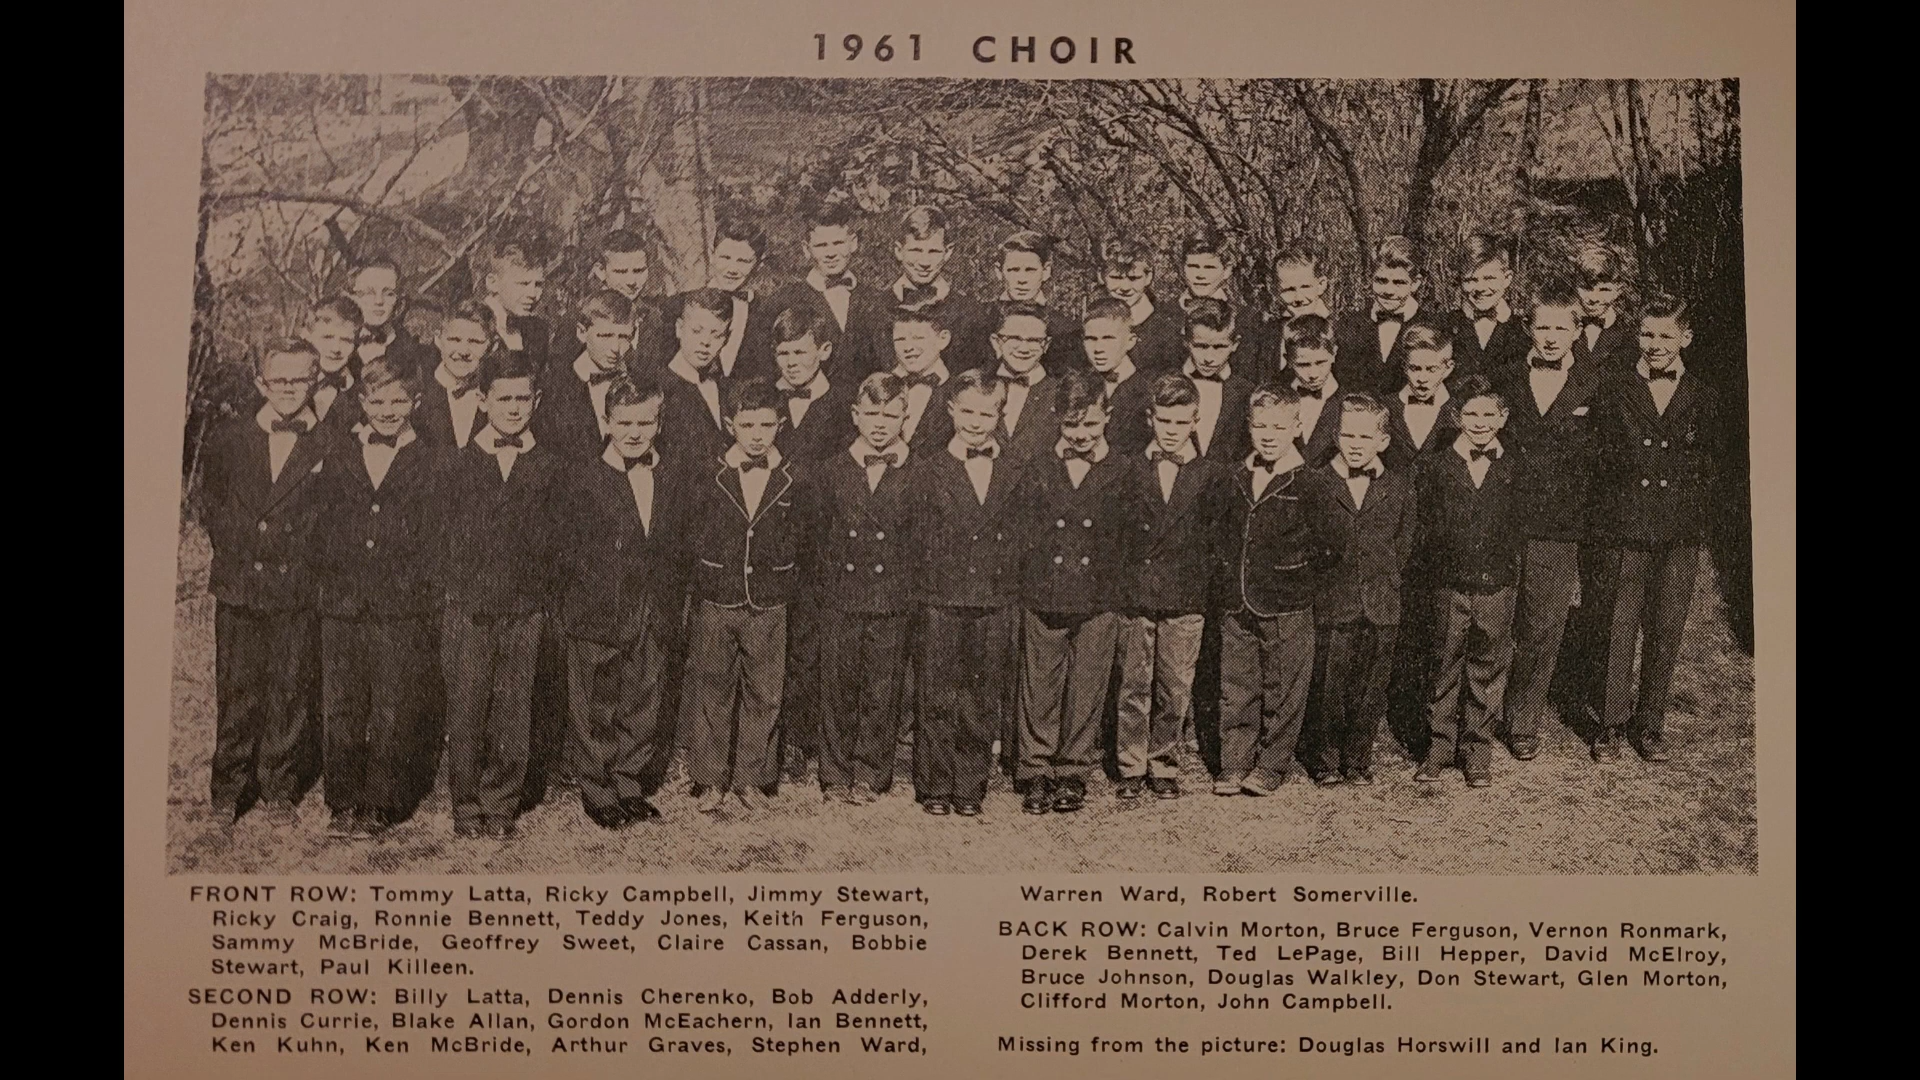 1961 CHOIR
FRONT ROW: Tommy Latta, Ricky Campbell, Jimmy Stewart,
Ricky Craig, Ronnie Bennett, Teddy Jones, Keith Ferguson,
Sammy McBride, Geoffrey Sweet, Claire Cassan, Bobbie
Stewart, Paul Killeen.
SECOND ROW: Billy Latta, Dennis Cherenko, Bob Adderly,
Dennis Currie, Blake Allan, Gordon McEachern, Ian Bennett,
Ken Kuhn, Ken McBride, Arthur Graves, Stephen Ward,
Warren Ward, Robert Somerville.
BACK ROW: Calvin Morton, Bruce Ferguson, Vernon Ronmark,
Derek Bennett, Ted LePage, Bill Hepper, David McElroy,
Bruce Johnson, Douglas Walkley, Don Stewart, Glen Morton,
Clifford Morton, John Campbell.
Missing from the picture: Douglas Horswill and Ian King.